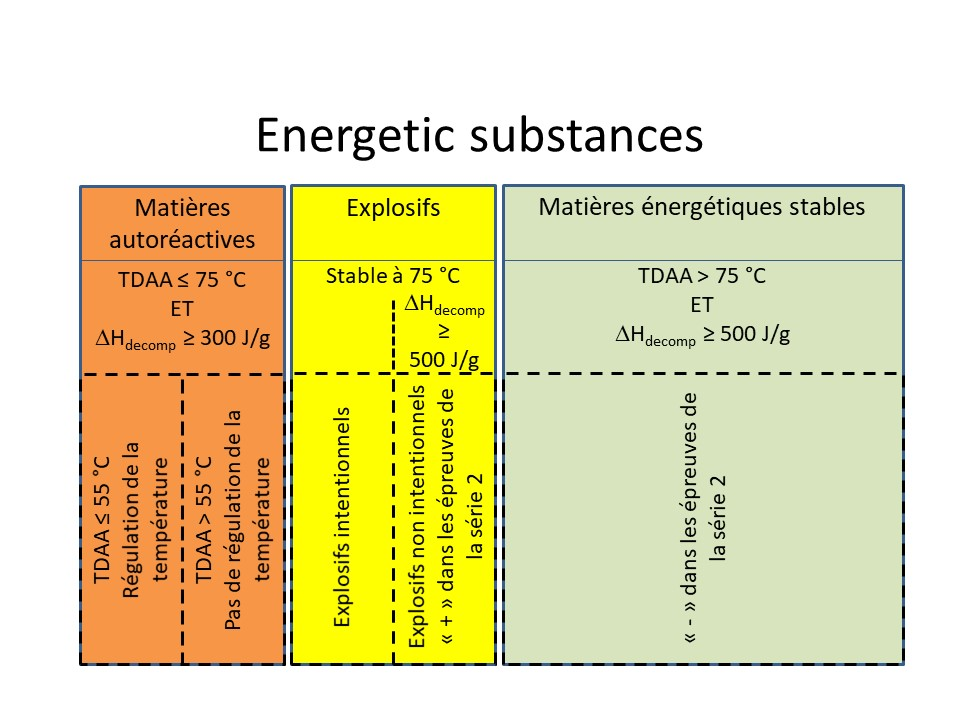 Energetic substances
Matières
autoréactives
TDAA ≤ 75 °C
ET
ΔHdecomp ≥ 300 J/g
TDAA ≤ 55 °C
Régulation de la
température
TDAA > 55 °C
Pas de régulation de la
température
Explosifs
Stable à 75 °C
ΔHdecomp
≥
500 J/g
Explosifs intentionnels
Explosifs non intentionnels
« + » dans les épreuves de
la série 2
Matières énergétiques stables
TDAA > 75 °C
ET
ΔHdecomp ≥ 500 J/g
« - » dans les épreuves de
la série 2